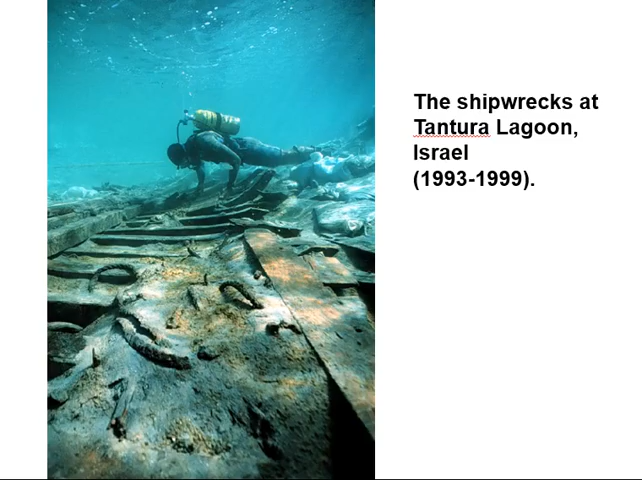 The shipwrecks at
Tantura Lagoon,
Israel
(1993-1999).